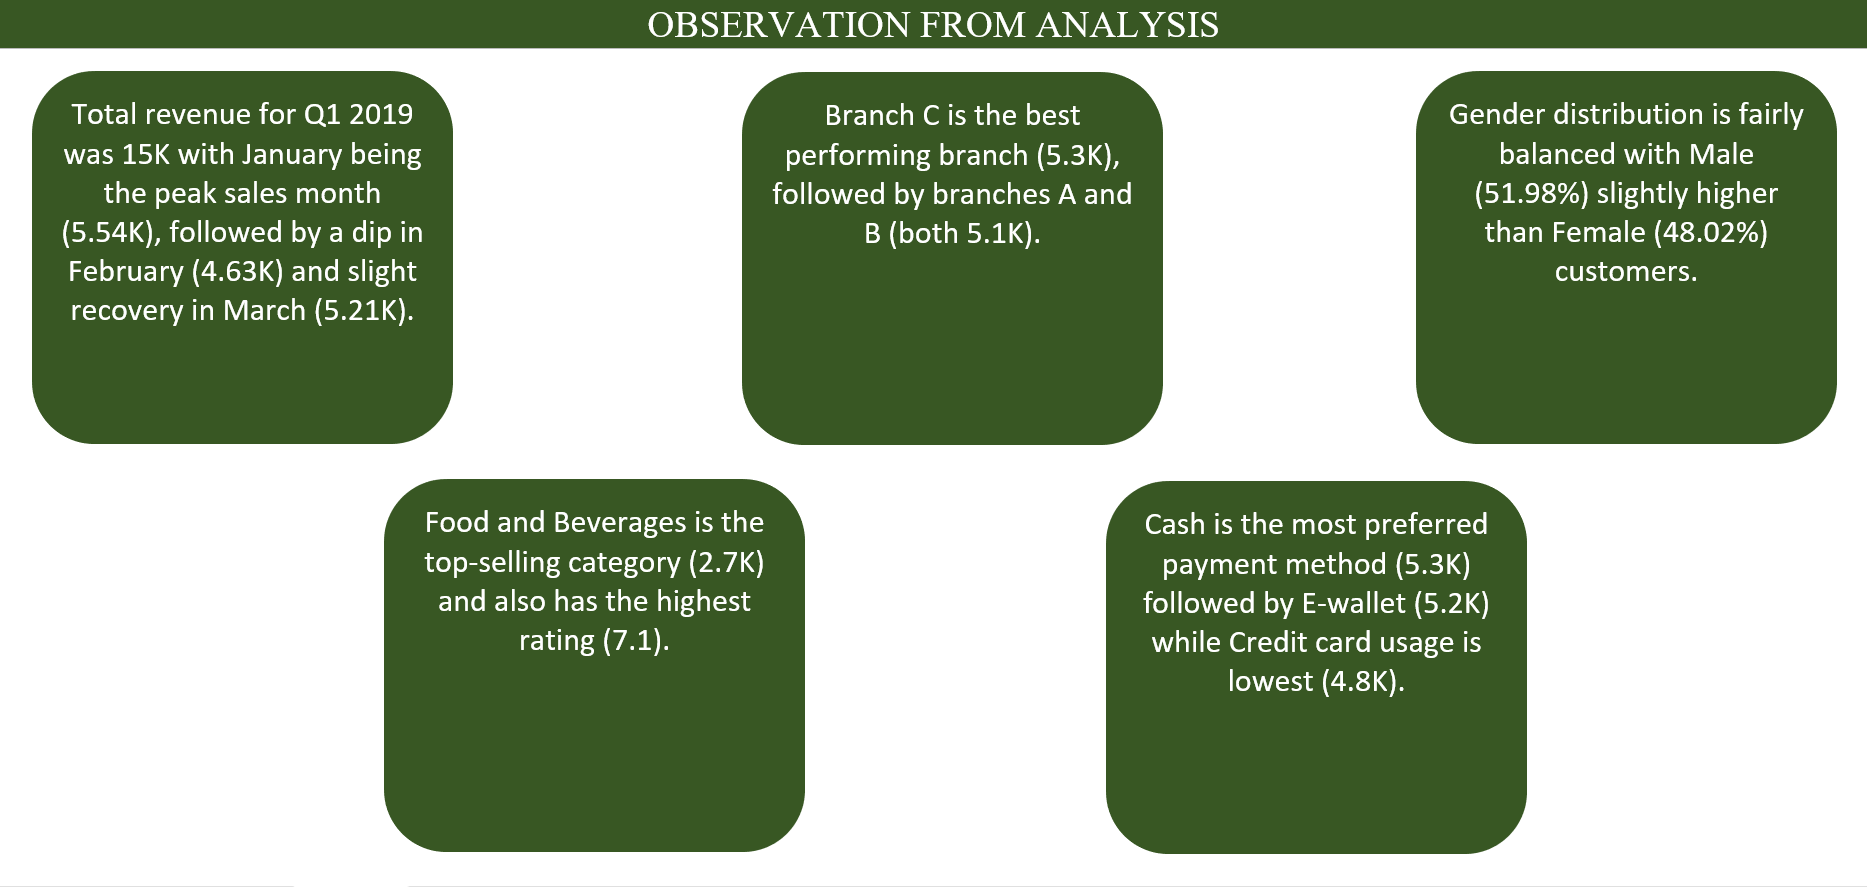 OBSERVATION FROM ANALYSIS
Total revenue for Q1 2019
was 15K with January being
the peak sales month
(5.54K), followed by a dip in
February (4.63K) and slight
recovery in March (5.21K).
Branch C is the best
performing branch (5.3K),
followed by branches A and
B (both 5.1K).
Gender distribution is fairly
balanced with Male
(51.98%) slightly higher
than Female (48.02%)
customers.
Food and Beverages is the
top-selling category (2.7K)
and also has the highest
rating (7.1).
Cash is the most preferred
payment method (5.3K)
followed by E-wallet (5.2K)
while Credit card usage is
lowest (4.8K).